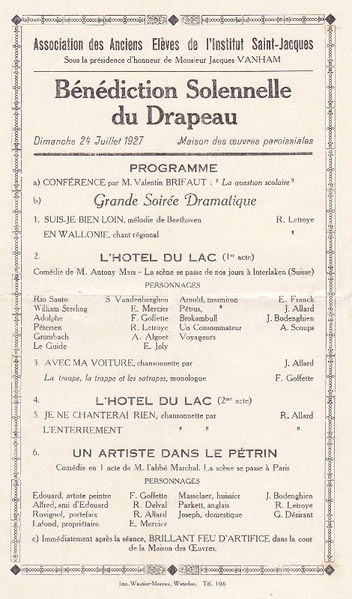 Association des Anciens Elèves de l'Institut Saint-Jacques
Sous la présidence d'honneur de Monsieur Jacques VANHAM
Bénédiction Solennelle
du Drapeau
Dimanche 24 Juillet 1927 Maison des œuvres paroissiales
PROGRAMME
a) CONFÉRENCE par M. Valentin BRIFAUT : " La question scolaire "
b) Grande Soirée Dramatique
1. SUIS-JE BIEN LOIN, mélodie de Beethoven R. Letroye
EN WALLONIE, chant régional "
2. L'HOTEL DU LAC (1er acte)
Comédie de M. Antony Mars - La scène se passe de nos jours à Interlaken (Suisse)
PERSONNAGES
Rio Santo S Vandenberghen Arnold, E. Franck
William Sterling E. Mercier Pétrus, " J. Allard
Adolphe F. Goffette Brokambull J. Bodenghien
Pétersen R. Letroye Un Consommateur A. Scoups
Grumbach A. Algoet Voyageurs
Le Guide E. Joly
3. AVEC MA VOITURE, chansonnette par J. Allard
La troupe, la trappe et les satrapes, monologue F. Goffette
4. L'HOTEL DU LAC (2me acte)
5. JE NE CHANTERAI RIEN, chansonnette par R. Allard
L'ENTERREMENT " " "
6. UN ARTISTE DANS LE PÉTRIN
Comédie en 1 acte de M. l'abbé Marchal. La scène se passe à Paris
PERSONNAGES
Edouard, artiste peintre F. Goffette Masselaer, huissier J. Bodenghien
Alfred, ami d'Edouard R. Delval Parkett, anglais R. Letroye
Rovignol, portefaix R. Allard Joseph, domestique G. Désirant
Lafond, propriétaire E. Mercier
c) Immédiatement après la séance, BRILLANT FEU D'ARTIFICE dans la cour
de la Maison des Œuvres.
Imp. Wautier-Moreau, Waterloo. Tél. 106